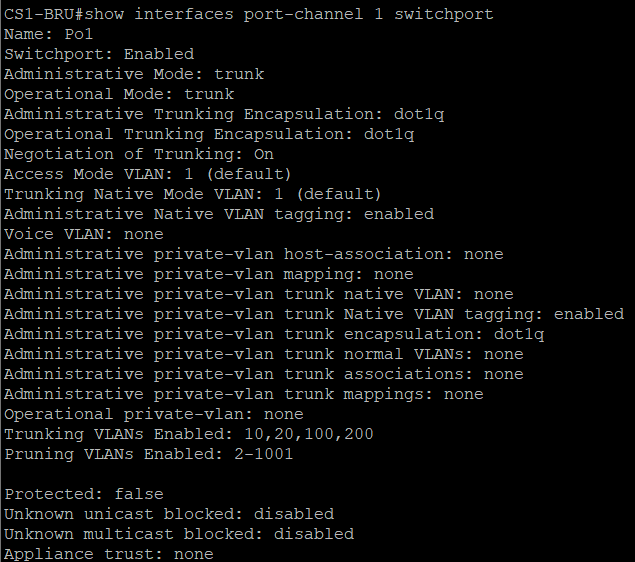 CS1-BRU#show interfaces port-channel 1 switchport
Name: Po1
Switchport: Enabled
Administrative Mode: trunk
Operational Mode: trunk
Administrative Trunking Encapsulation: dot1q
Operational Trunking Encapsulation: dot1q
Negotiation of Trunking: On
Access Mode VLAN: 1 (default)
Trunking Native Mode VLAN: 1 (default)
Administrative Native VLAN tagging: enabled
Voice VLAN: none
Administrative private-vlan host-association: none
Administrative private-vlan mapping: none
Administrative private-vlan trunk native VLAN: none
Administrative private-vlan trunk Native VLAN tagging: enabled
Administrative private-vlan trunk encapsulation: dot1q
Administrative private-vlan trunk normal VLANs: none
Administrative private-vlan trunk associations: none
Administrative private-vlan trunk mappings: none
Operational private-vlan: none
Trunking VLANs Enabled: 10,20,100,200
Pruning VLANs Enabled: 2-1001
Protected: false
Unknown unicast blocked: disabled
Unknown multicast blocked: disabled
Appliance trust: none